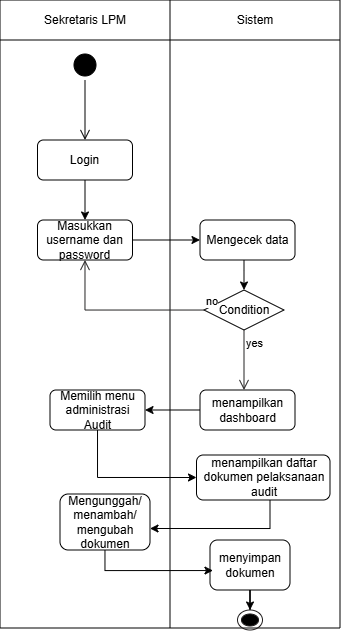 Sekretaris LPM
Sistem
Login
Masukkan
username dan
password
Mengecek data
no
Condition
yes
menampilkan
dashboard
Memilih menu
administrasi
Audit
menampilkan daftar
dokumen pelaksanaan
audit
Mengunggah/
menambah/
mengubah
dokumen
menyimpan
dokumen